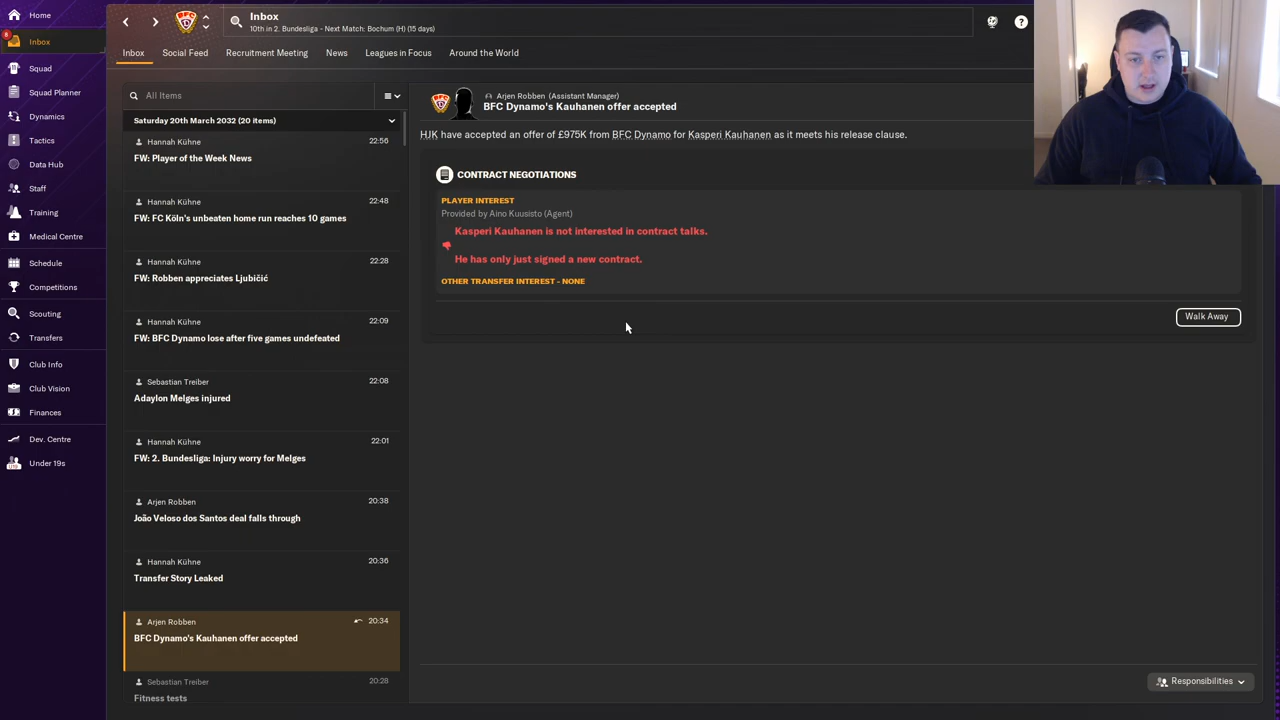 Home
8
Inbox
Squad
Squad Planner
Dynamics
Tactics
Data Hub
Staff
Training
Medical Centre
Schedule
Competitions
Scouting
Transfers
Club Info
Club Vision
Finances
Dev. Centre
Under 19s
Inbox
10th in 2. Bundesliga - Next Match: Bochum (H) (15 days)
?
Inbox
Social Feed
Recruitment Meeting
News
Leagues in Focus
Around the World
All Items
Saturday 20th March 2032 (20 items)
Hannah Kühne 22:56
FW: Player of the Week News
Hannah Kühne 22:48
FW: FC Köln's unbeaten home run reaches 10 games
Hannah Kühne 22:28
FW: Robben appreciates Ljubičić
Hannah Kühne 22:09
FW: BFC Dynamo lose after five games undefeated
Sebastian Treiber 22:08
Adaylon Melges injured
Hannah Kühne 22:01
FW: 2. Bundesliga: Injury worry for Melges
Arjen Robben 20:38
João Veloso dos Santos deal falls through
Hannah Kühne 20:36
Transfer Story Leaked
Arjen Robben 20:34
BFC Dynamo's Kauhanen offer accepted
Sebastian Treiber 20:28
Fitness tests
Arjen Robben (Assistant Manager)
BFC Dynamo's Kauhanen offer accepted
HJK have accepted an offer of £975K from BFC Dynamo for Kasperi Kauhanen as it meets his release clause.
CONTRACT NEGOTIATIONS
PLAYER INTEREST
Provided by Aino Kuusisto (Agent)
Kasperi Kauhanen is not interested in contract talks.
He has only just signed a new contract.
OTHER TRANSFER INTEREST - NONE
Walk Away
Responsibilities